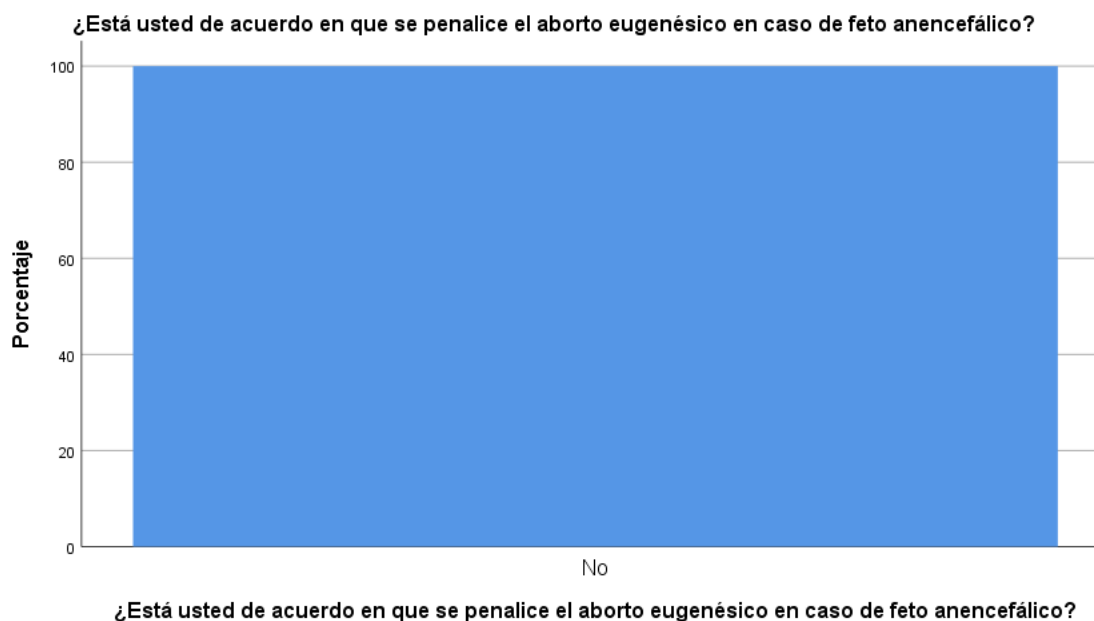 ¿Está usted de acuerdo en que se penalice el aborto eugenésico en caso de feto anencefálico?
100
80
60
40
20
0
Porcentaje
No
¿Está usted de acuerdo en que se penalice el aborto eugenésico en caso de feto anencefálico?